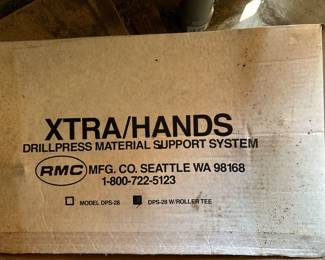 XTRA/HANDS
DRILLPRESS MATERIAL SUPPORT SYSTEM
RMC MFG. CO. SEATTLE WA 98168
1-800-722-5123
MODEL DPS-28 DPS-28 W/ROLLER TEE